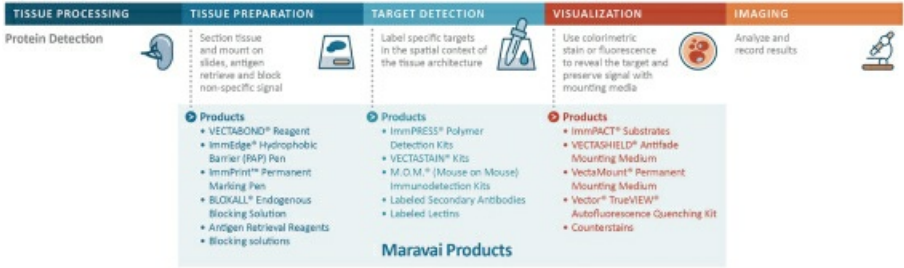 TISSUE PROCESSING
TISSUE PREPARATION
TARGET DETECTION
VISUALIZATION
IMAGING
Protein Detection
Section tissue
and mount on
slides, antigen
retrieve and block
non-specific signal
Label specific targets
in the spatial context of
the tissue architecture
Use colorimetric
stain or fluorescence
to reveal the target and
preserve signal with
mounting media
Analyze and
record results
Products
• VECTABOND® Reagent
• ImmEdge® Hydrophobic
Barrier (PAP) Pen
• ImmPrint™ Permanent
Marking Pen
• BLOXALL® Endogenous
Blocking Solution
• Antigen Retrieval Reagents
• Blocking solutions
Products
• ImmPRESS® Polymer
Detection Kits
• VECTASTAIN® Kits
• M.O.M.® (Mouse on Mouse)
Immunodetection Kits
• Labeled Secondary Antibodies
• Labeled Lectins
Products
• ImmPACT® Substrates
• VECTASHIELD® Antifade
Mounting Medium
• VectaMount® Permanent
Mounting Medium
• Vector® TrueVIEW®
Autofluorescence Quenching Kit
• Counterstains
Maravai Products